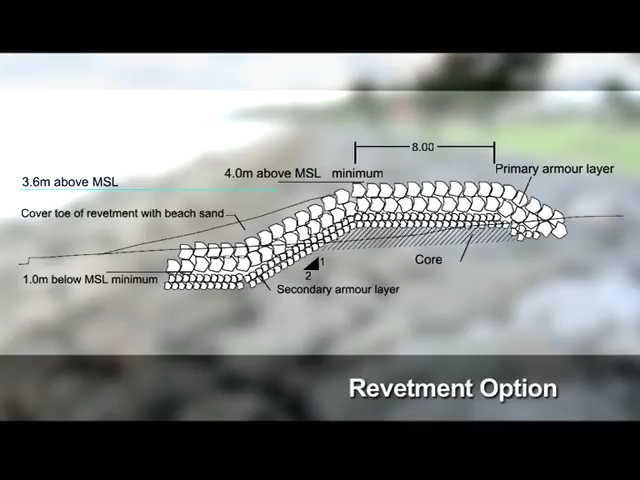 8.00
4.0m above MSL minimum
Primary armour layer
3.6m above MSL
Cover toe of revetment with beach sand
Core
1
2
1.0m below MSL minimum
Secondary armour layer
Revetment Option